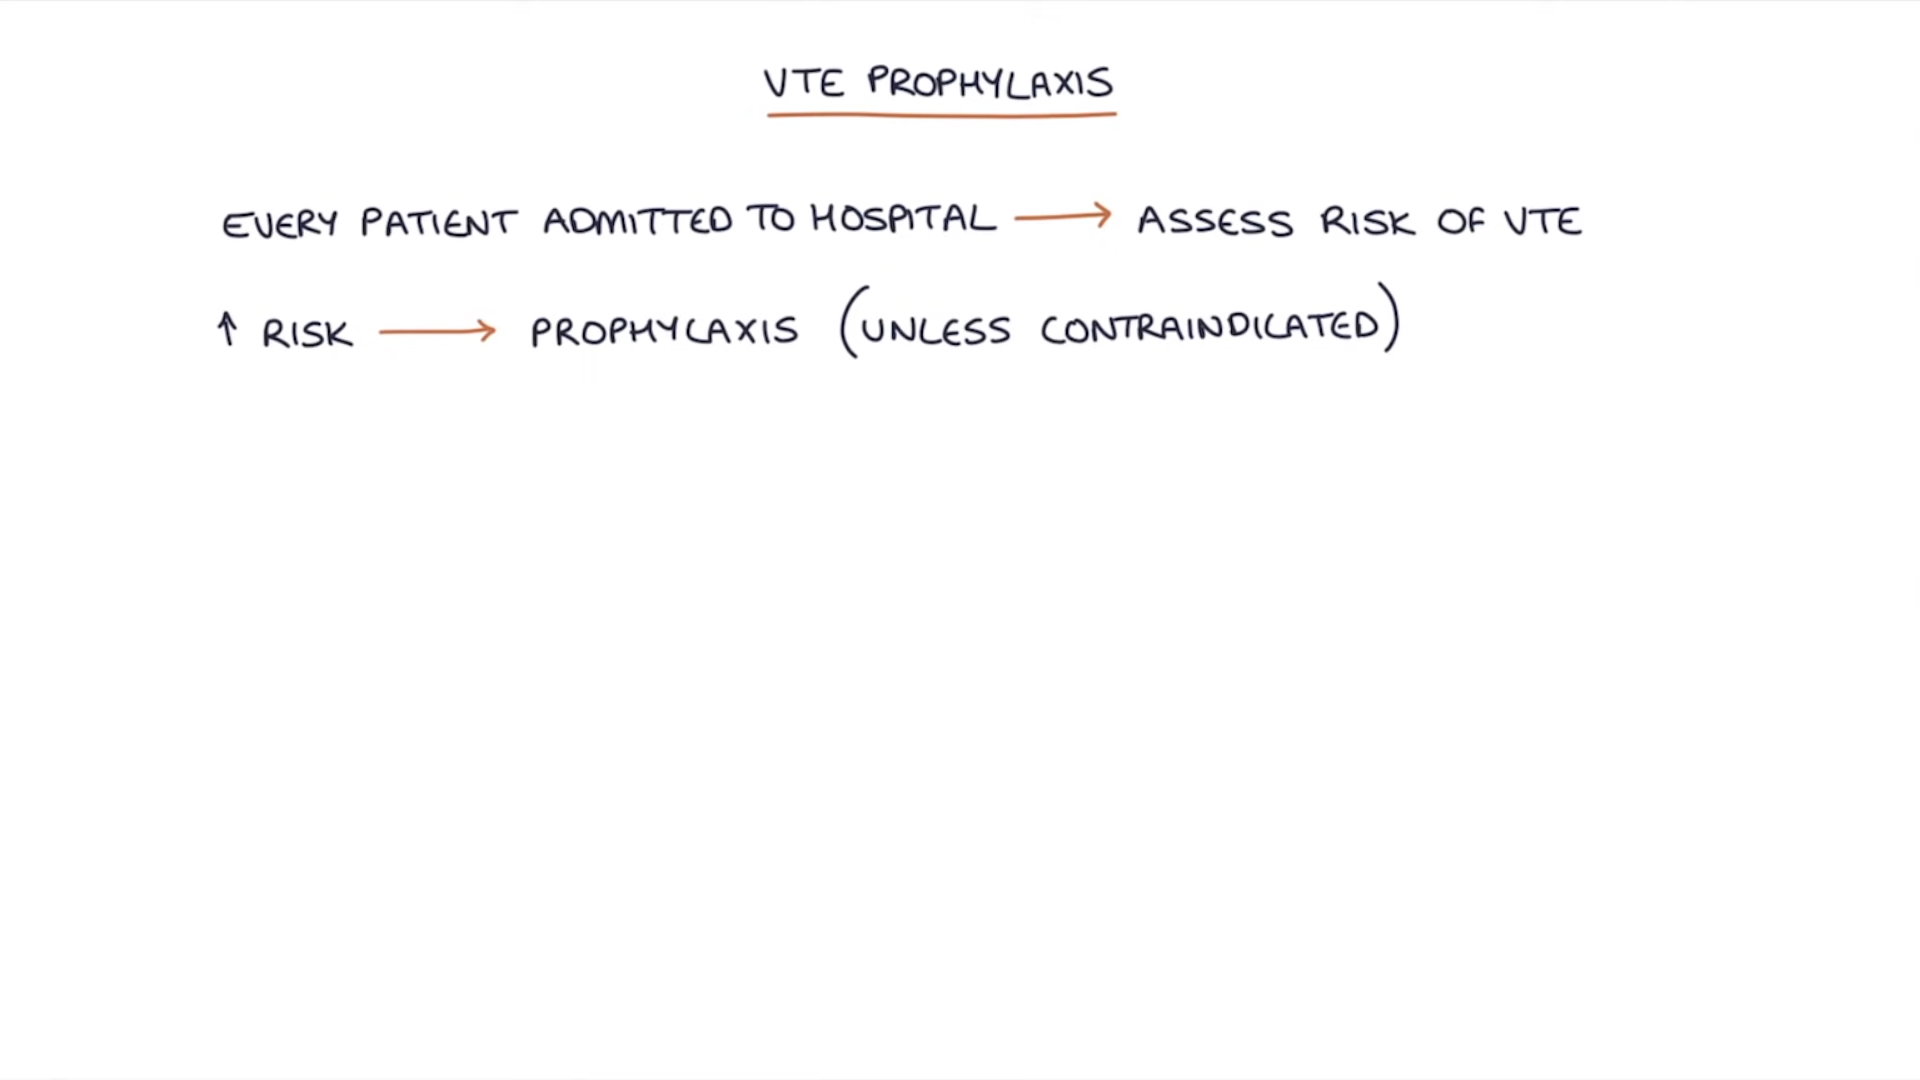 VTE PROPHYLAXIS
EVERY PATIENT ADMITTED TO HOSPITAL → ASSESS RISK OF VTE
↑ RISK → PROPHYLAXIS (UNLESS CONTRAINDICATED)